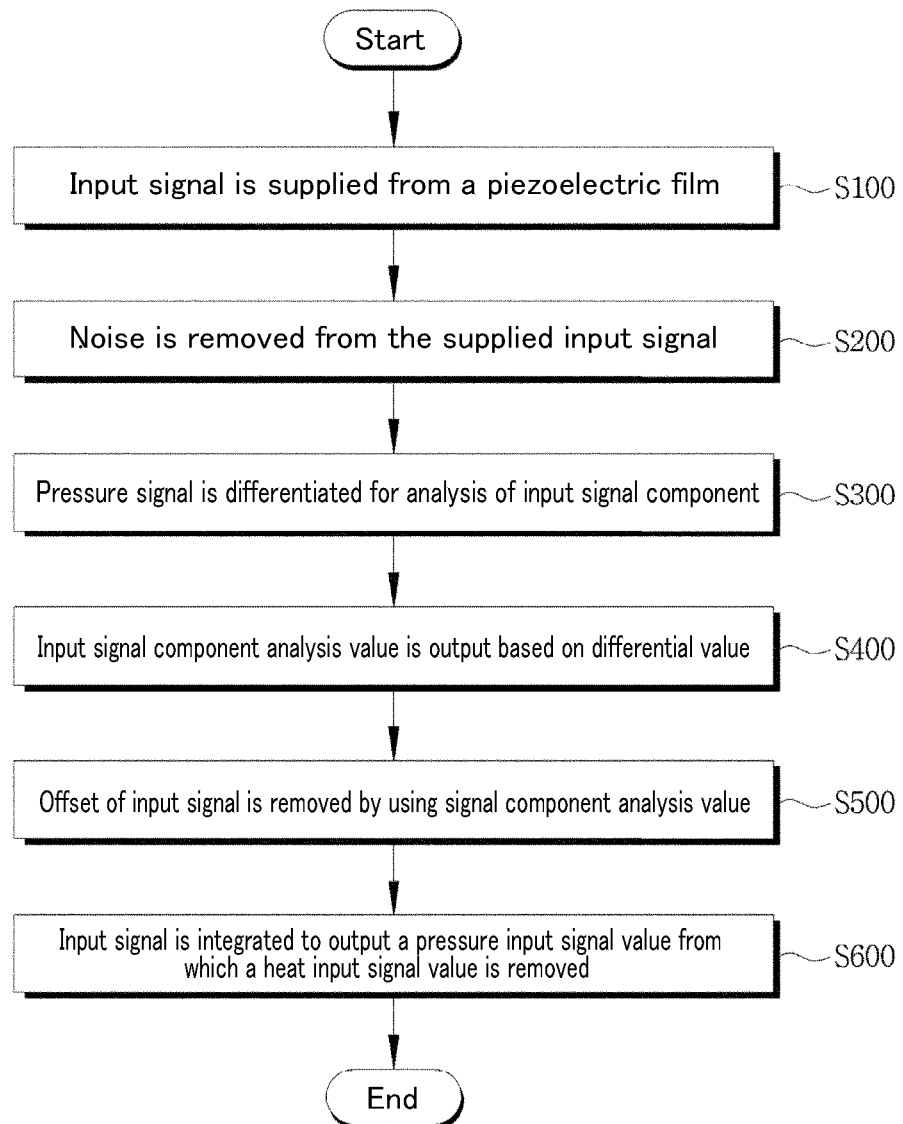 Start
Input signal is supplied from a piezoelectric film
S100
Noise is removed from the supplied input signal
S200
Pressure signal is differentiated for analysis of input signal component
S300
Input signal component analysis value is output based on differential value
S400
Offset of input signal is removed by using signal component analysis value
S500
Input signal is integrated to output a pressure input signal value from
which a heat input signal value is removed
S600
End